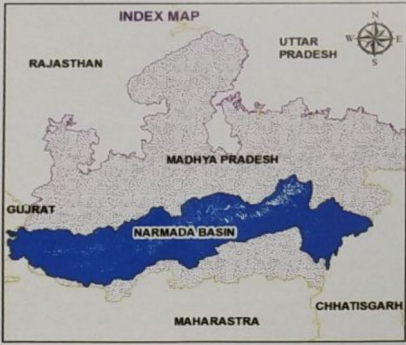 INDEX MAP
N
W
E
S
UTTAR
PRADESH
RAJASTHAN
MADHYA PRADESH
GUJRAT
NARMADA BASIN
CHHATISGARH
MAHARASTRA